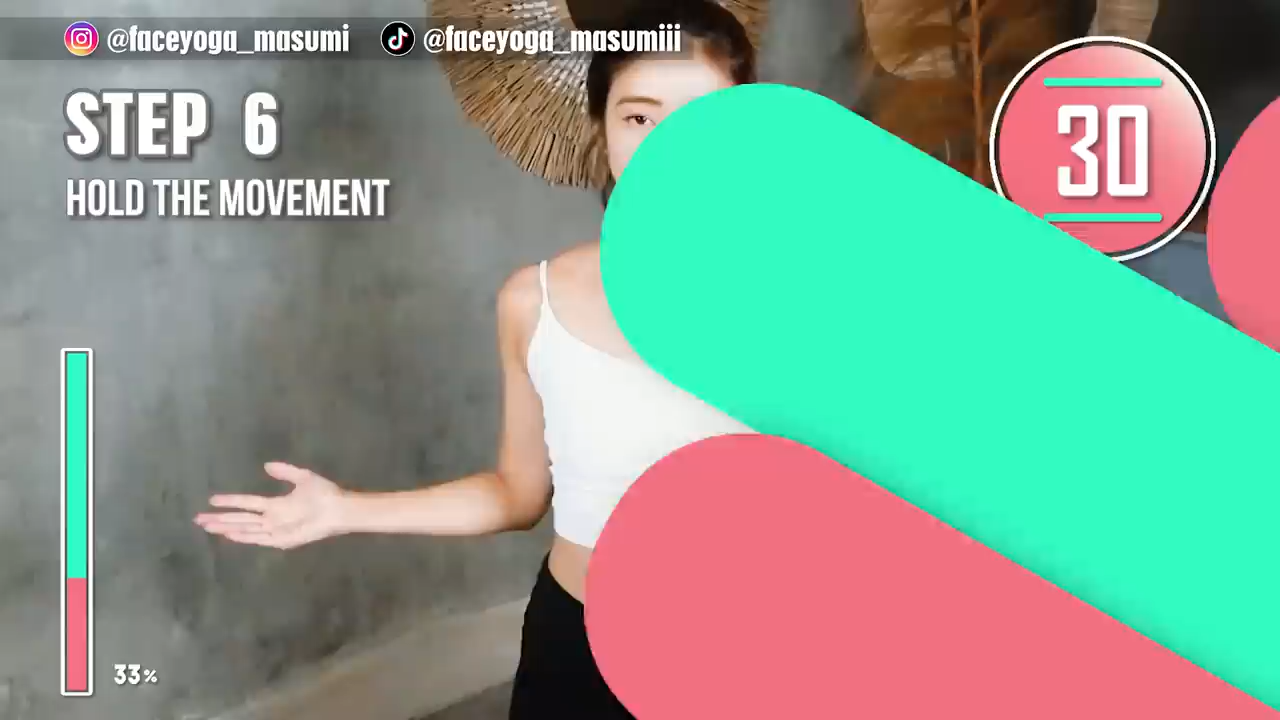 @faceyoga_masumi @faceyoga_masumiii
STEP 6
30
HOLD THE MOVEMENT
33%